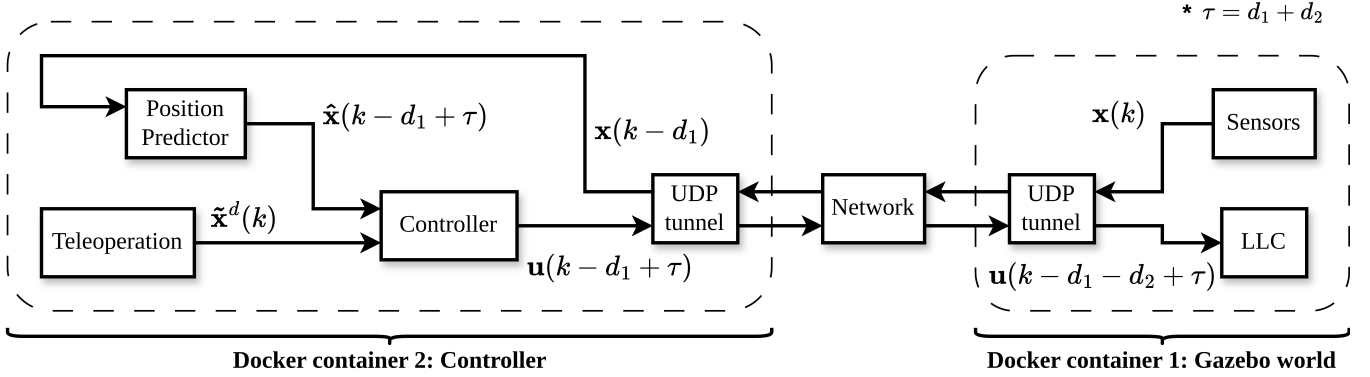 * τ = d₁ + d₂
Position
Predictor
x̂(k − d₁ + τ)
x(k − d₁)
x(k)
Sensors
UDP
tunnel
Network
UDP
tunnel
Teleoperation
x̃ᵈ(k)
Controller
LLC
u(k − d₁ + τ)
u(k − d₁ − d₂ + τ)
Docker container 2: Controller
Docker container 1: Gazebo world